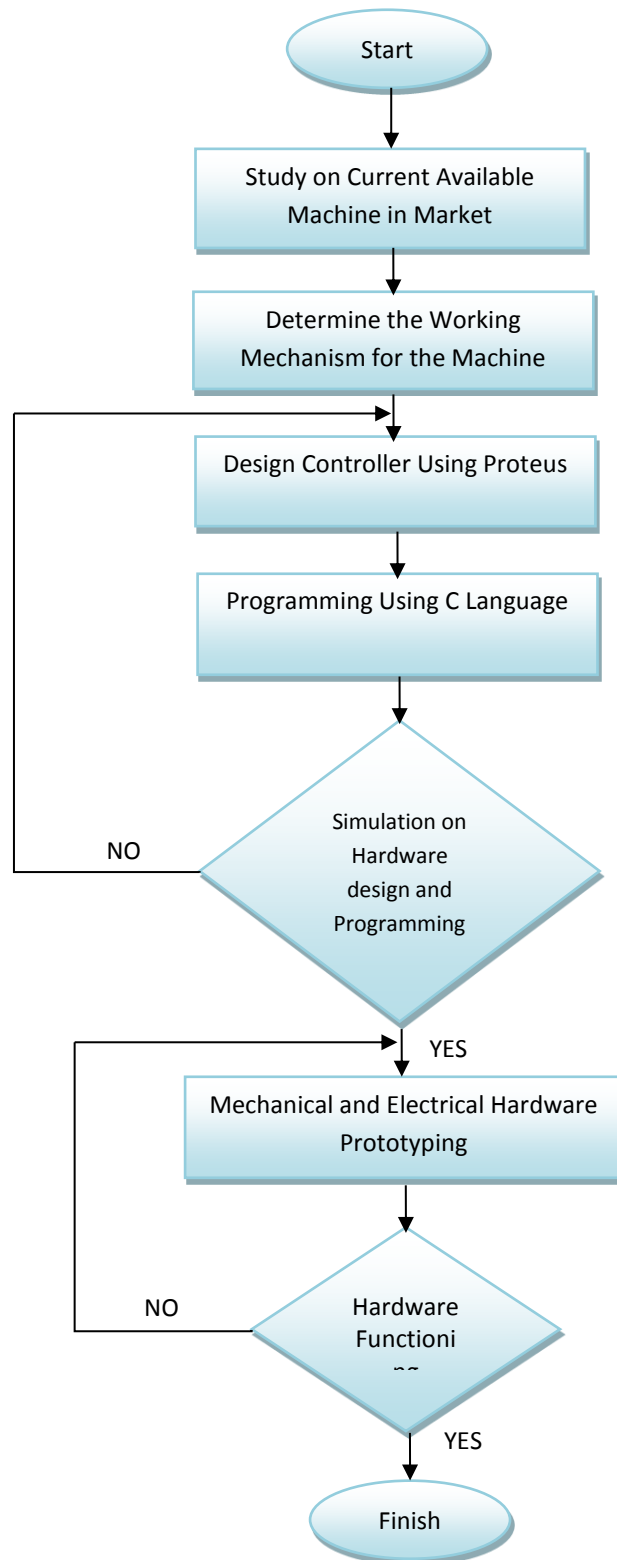 Start
Study on Current Available
Machine in Market
Determine the Working
Mechanism for the Machine
Design Controller Using Proteus
Programming Using C Language
Simulation on
Hardware
design and
Programming
NO
YES
Mechanical and Electrical Hardware
Prototyping
Hardware
Functioni
NO
YES
Finish